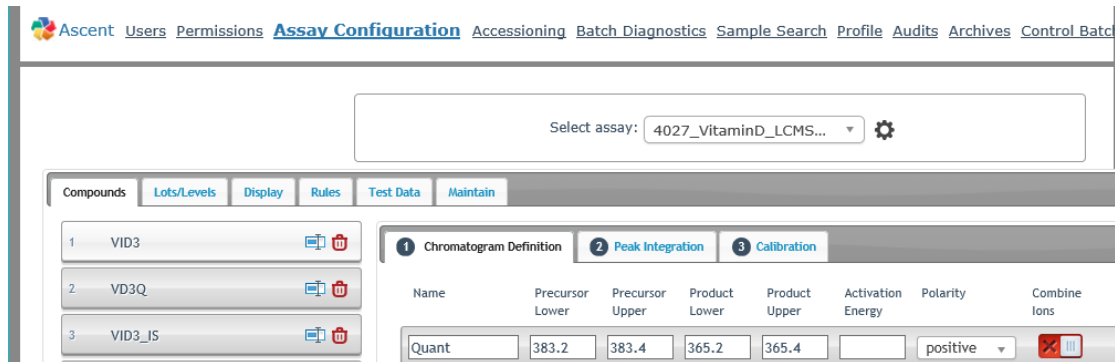 Ascent Users Permissions Assay Configuration Accessioning Batch Diagnostics Sample Search Profile Audits Archives Control Batc
Select assay: 4027_VitaminD_LCMS...
Compounds Lots/Levels Display Rules Test Data Maintain
1 VID3
2 VD3Q
3 VID3_IS
1 Chromatogram Definition 2 Peak Integration 3 Calibration
Name Precursor Lower Precursor Upper Product Lower Product Upper Activation Energy Polarity Combine Ions
Quant 383.2 383.4 365.2 365.4 positive